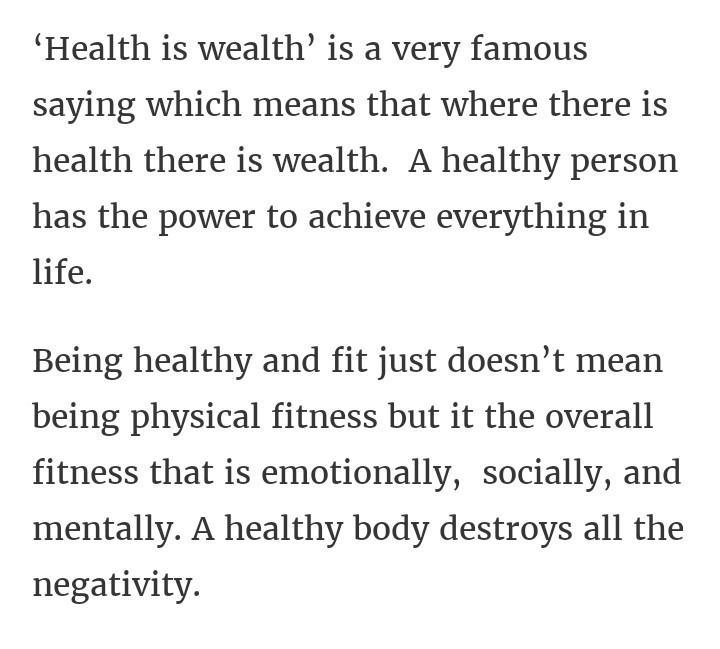 ‘Health is wealth’ is a very famous
saying which means that where there is
health there is wealth.  A healthy person
has the power to achieve everything in
life.
Being healthy and fit just doesn’t mean
being physical fitness but it the overall
fitness that is emotionally,  socially, and
mentally. A healthy body destroys all the
negativity.